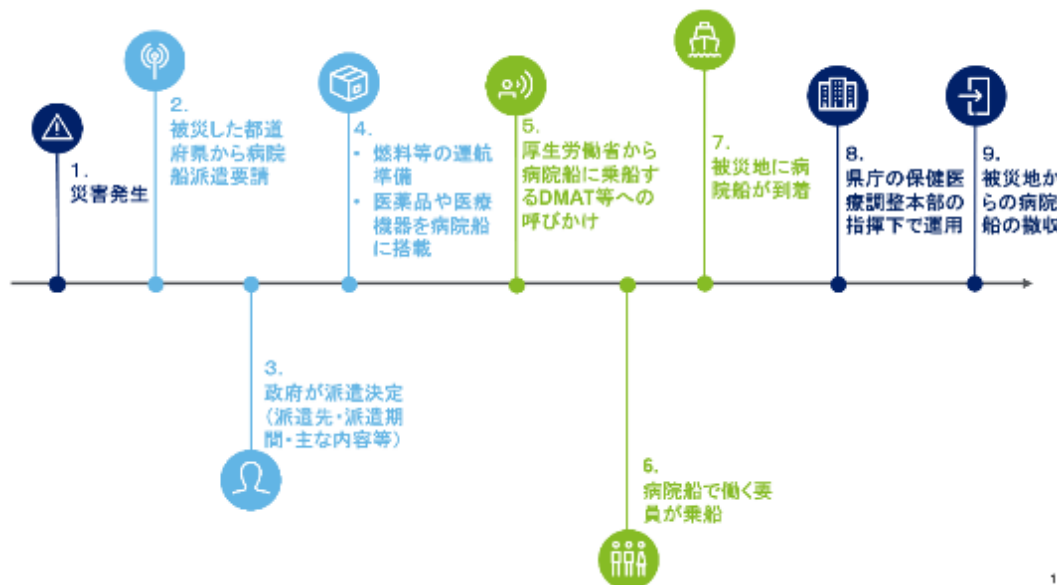 1.
災害発生
2.
被災した都道
府県から病院
船派遣要請
3.
政府が派遣決定
（派遣先・派遣期
間・主な内容等）
4.
・ 燃料等の運航
準備
・ 医薬品や医療
機器を病院船
に搭載
5.
厚生労働省から
病院船に乗船す
るDMAT等への
呼びかけ
6.
病院船で働く要
員が乗船
7.
被災地に病
院船が到着
8.
県庁の保健医
療調整本部の
指揮下で運用
9.
被災地か
らの病院
船の撤収
1